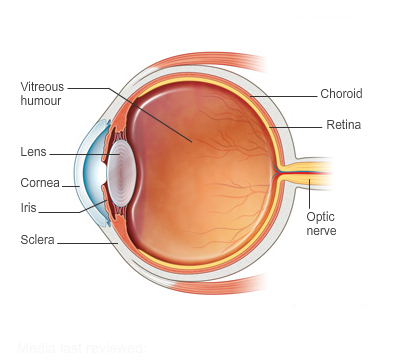 Vitreous
humour
Lens
Cornea
Iris
Sclera
Choroid
Retina
Optic
nerve
Media last reviewed: